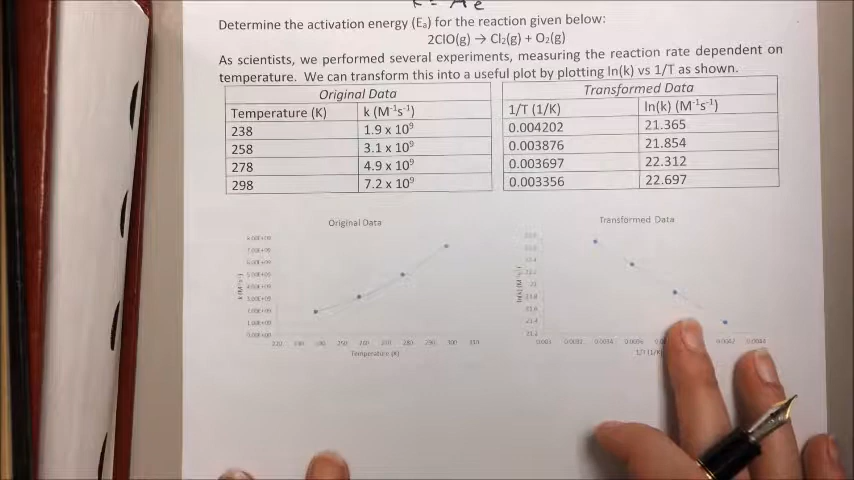 Determine the activation energy (Ea) for the reaction given below:
2ClO(g) → Cl₂(g) + O₂(g)
As scientists, we performed several experiments, measuring the reaction rate dependent on
temperature. We can transform this into a useful plot by plotting ln(k) vs 1/T as shown.
Original Data
Temperature (K) k (M⁻¹s⁻¹)
238 1.9 x 10⁹
258 3.1 x 10⁹
278 4.9 x 10⁹
298 7.2 x 10⁹
Transformed Data
1/T (1/K) ln(k) (M⁻¹s⁻¹)
0.004202 21.365
0.003876 21.854
0.003697 22.312
0.003356 22.697
Original Data
k (M⁻¹s⁻¹)
Temperature (K)
Transformed Data